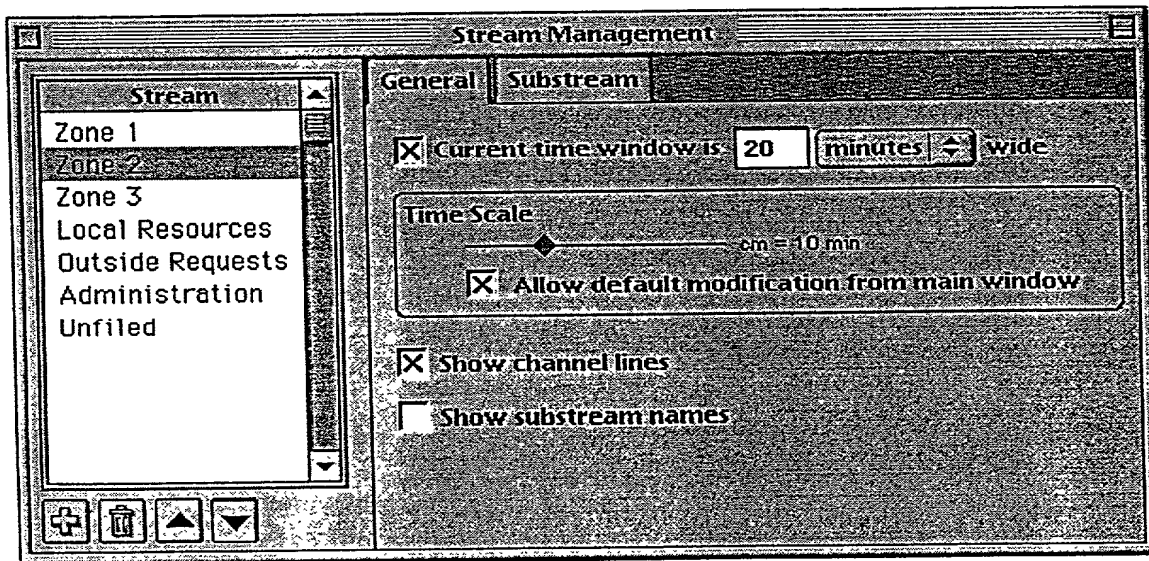 Stream Management
Stream
Zone 1
Zone 2
Zone 3
Local Resources
Outside Requests
Administration
Unfiled
General Substream
Current time window is 20 minutes wide
Time Scale
cm = 10 min
Allow default modification from main window
Show channel lines
Show substream names